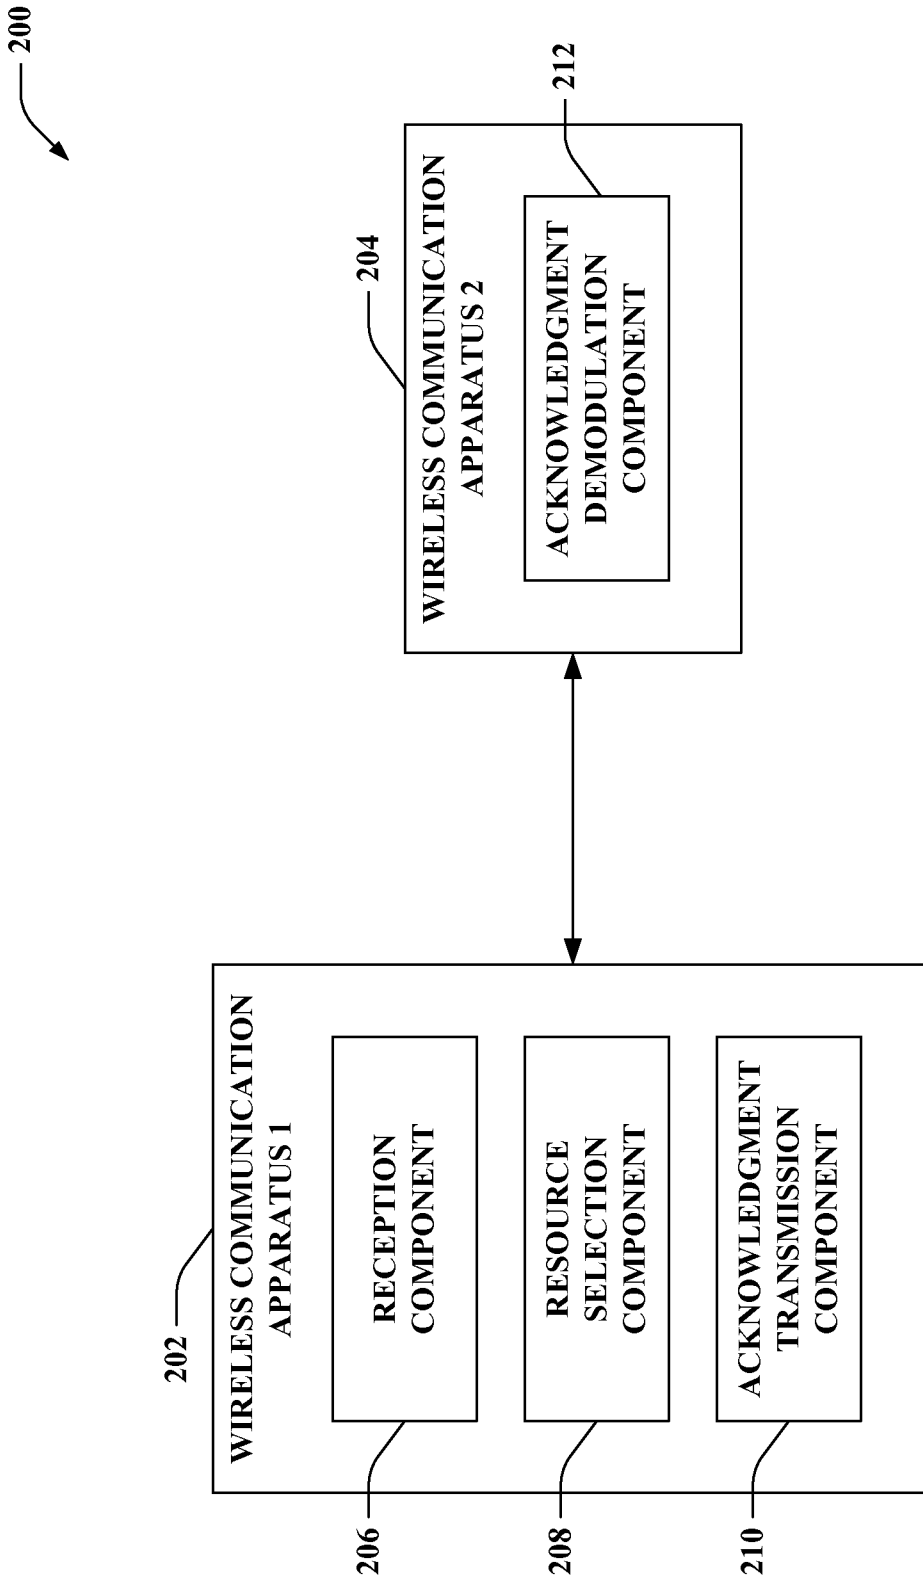 200
202
WIRELESS COMMUNICATION
APPARATUS 1
206
RECEPTION
COMPONENT
208
RESOURCE
SELECTION
COMPONENT
210
ACKNOWLEDGMENT
TRANSMISSION
COMPONENT
204
WIRELESS COMMUNICATION
APPARATUS 2
212
ACKNOWLEDGMENT
DEMODULATION
COMPONENT